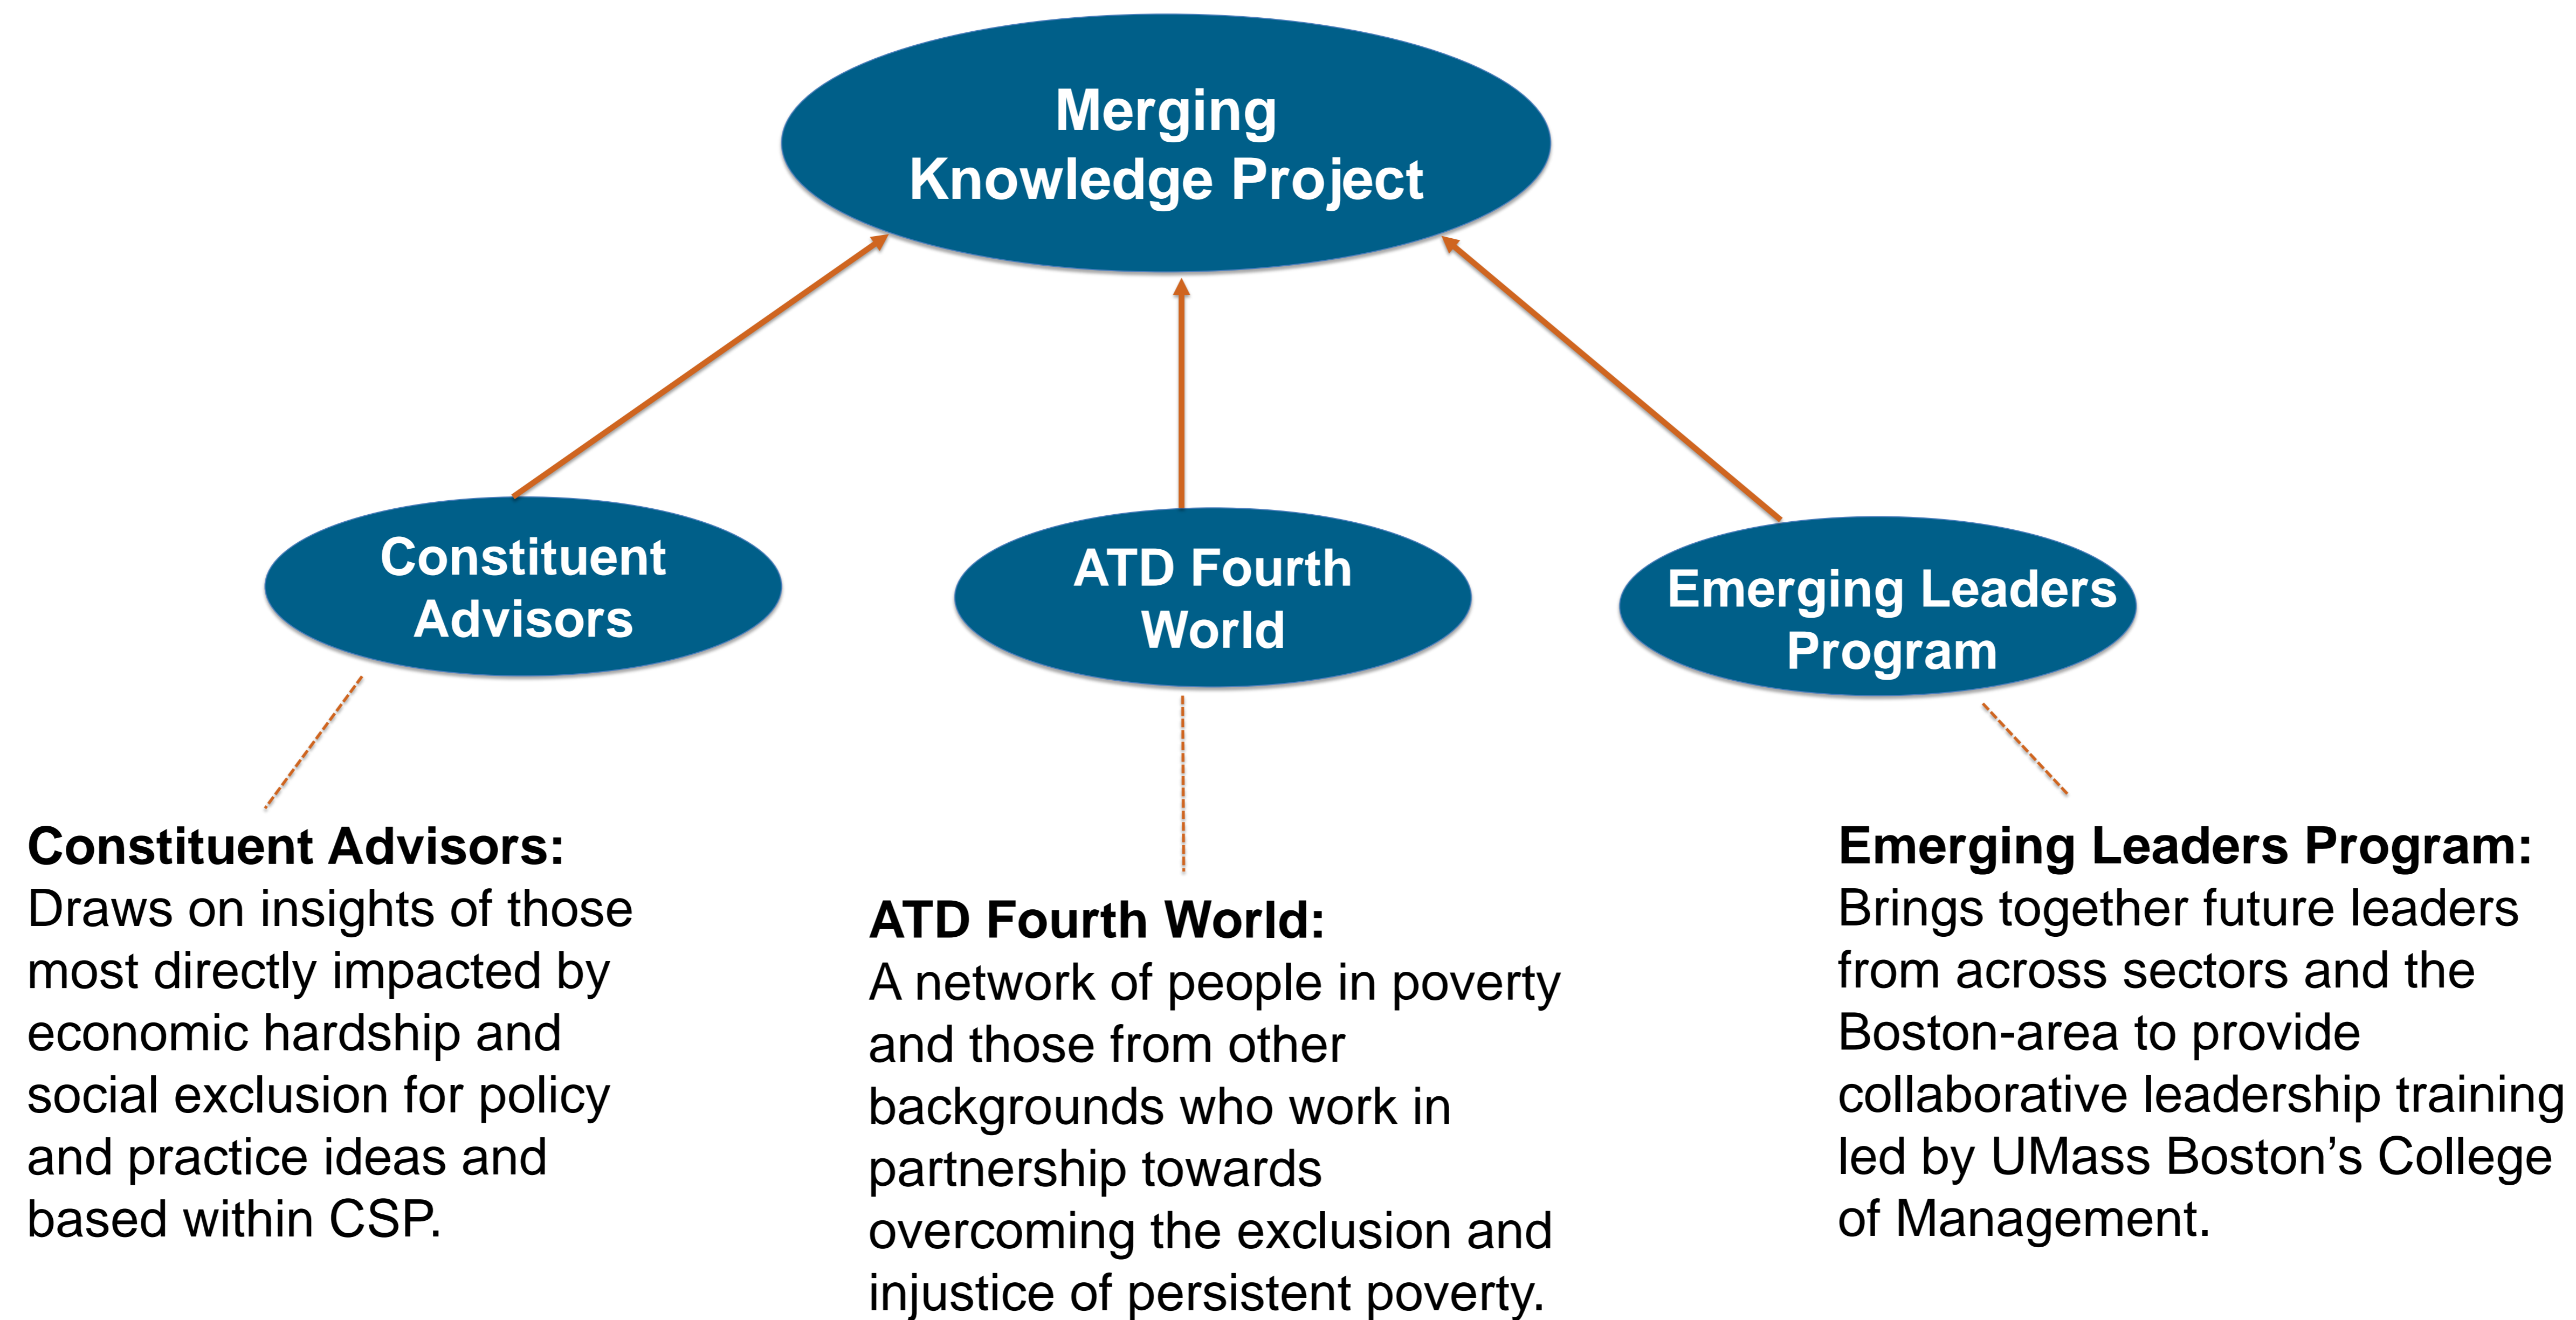 Merging
Knowledge Project
Constituent
Advisors
ATD Fourth
World
Emerging Leaders
Program
Constituent Advisors:
Draws on insights of those
most directly impacted by
economic hardship and
social exclusion for policy
and practice ideas and
based within CSP.
ATD Fourth World:
A network of people in poverty
and those from other
backgrounds who work in
partnership towards
overcoming the exclusion and
injustice of persistent poverty.
Emerging Leaders Program:
Brings together future leaders
from across sectors and the
Boston-area to provide
collaborative leadership training
led by UMass Boston’s College
of Management.